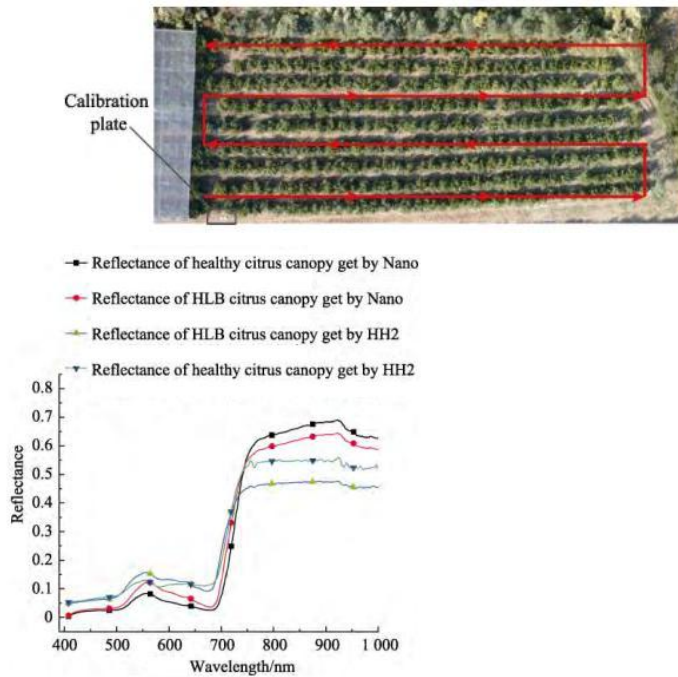 Calibration
plate
Reflectance of healthy citrus canopy get by Nano
Reflectance of HLB citrus canopy get by Nano
Reflectance of HLB citrus canopy get by HH2
Reflectance of healthy citrus canopy get by HH2
0.8
0.7
0.6
0.5
0.4
0.3
0.2
0.1
0
Reflectance
400 500 600 700 800 900 1 000
Wavelength/nm